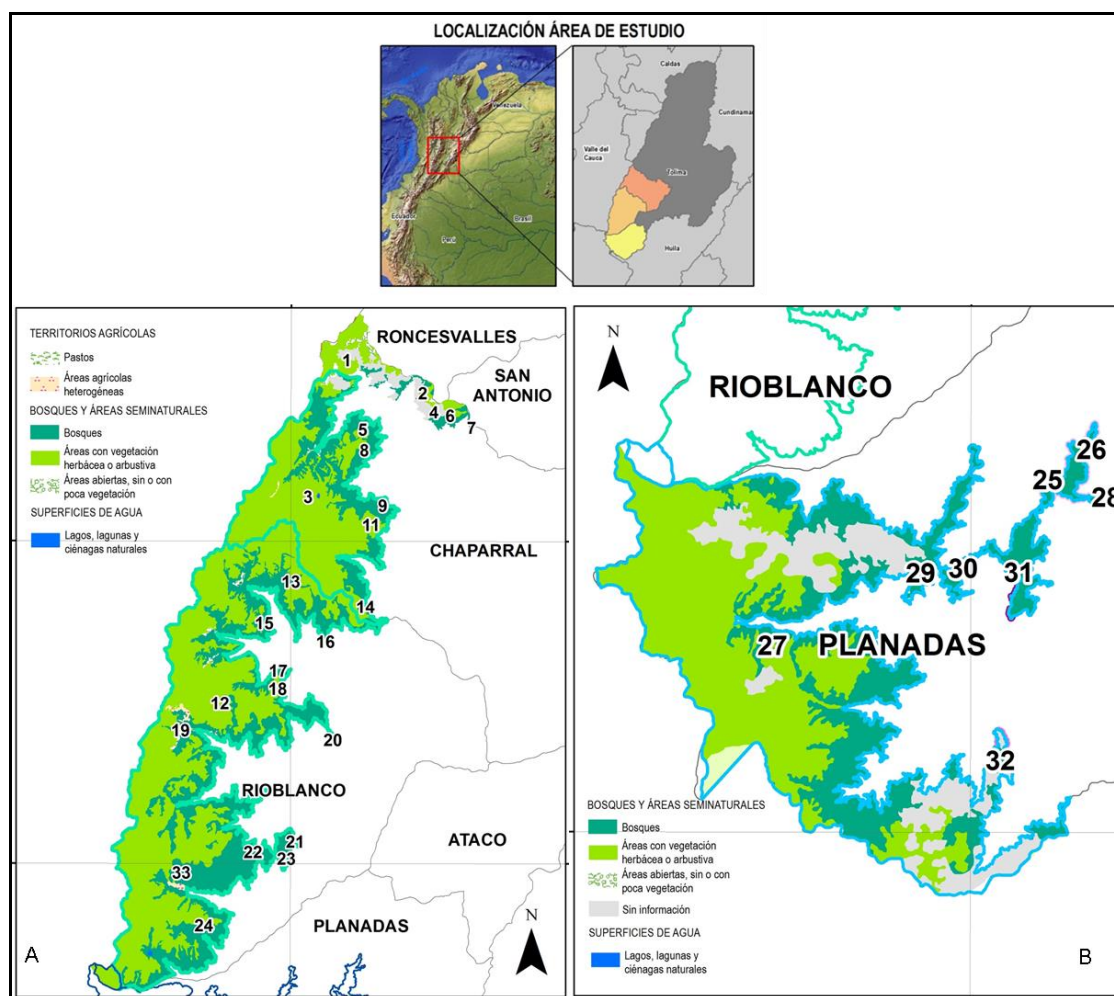 LOCALIZACIÓN ÁREA DE ESTUDIO
Venezuela
Ecuador
Perú
Brasil
Caldas
Cundinamar
Valle del
Cauca
Tolima
Huila
TERRITORIOS AGRÍCOLAS
Pastos
Áreas agrícolas
heterogéneas
BOSQUES Y ÁREAS SEMINATURALES
Bosques
Áreas con vegetación
herbácea o arbustiva
Áreas abiertas, sin o con
poca vegetación
SUPERFICIES DE AGUA
Lagos, lagunas y
ciénagas naturales
RONCESVALLES
SAN
ANTONIO
1
2
4
6
7
5
8
3
9
11
CHAPARRAL
13
14
15
16
17
18
12
19
20
RIOBLANCO
ATACO
21
22
23
33
24
PLANADAS
N
A
N
RIOBLANCO
26
25
28
29
30
31
27
PLANADAS
32
BOSQUES Y ÁREAS SEMINATURALES
Bosques
Áreas con vegetación
herbácea o arbustiva
Áreas abiertas, sin o con
poca vegetación
Sin información
SUPERFICIES DE AGUA
Lagos, lagunas y
ciénagas naturales
B